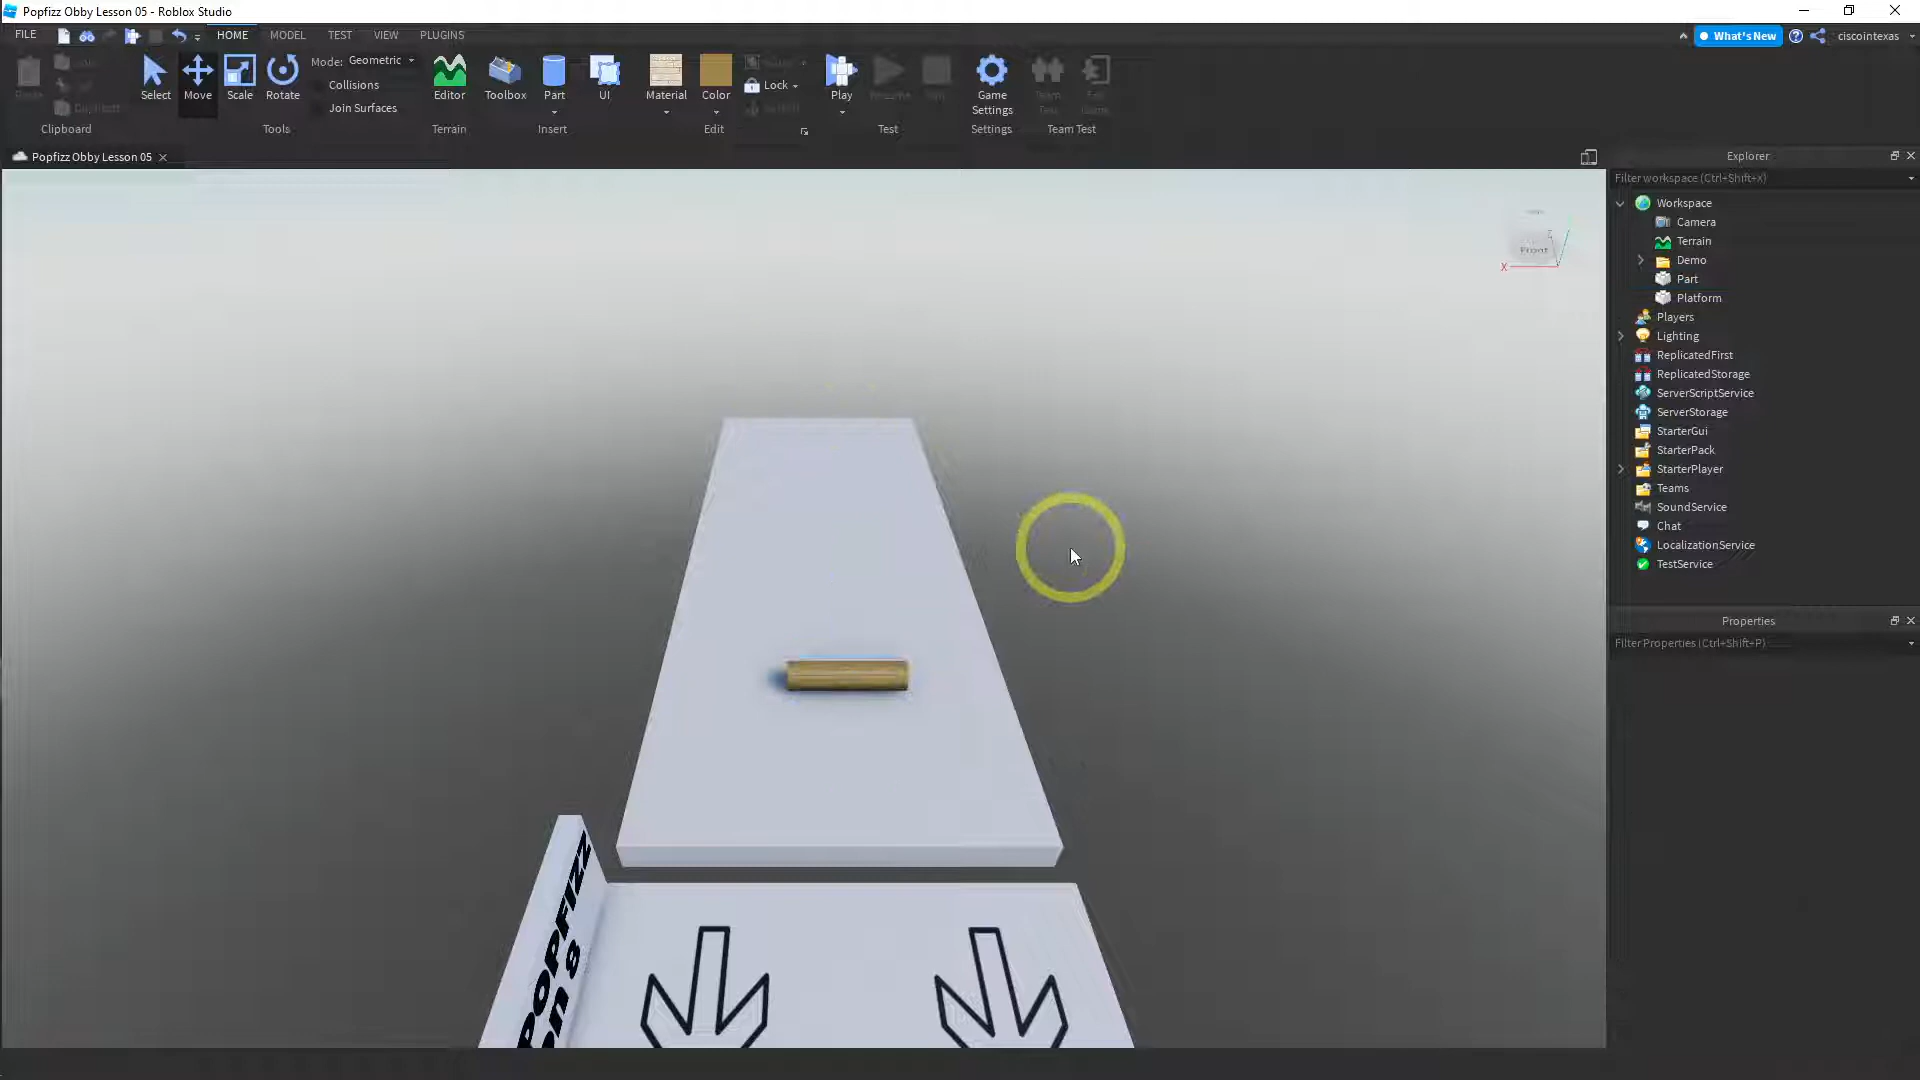 Popfizz Obby Lesson 05 - Roblox Studio
FILE HOME MODEL TEST VIEW PLUGINS What's New ciscointexas
Select Move Scale Rotate Mode: Geometric Collisions Join Surfaces Editor Toolbox Part UI Material Color Lock Play Game Settings
Clipboard Tools Terrain Insert Edit Test Settings Team Test
Popfizz Obby Lesson 05
Explorer
Filter workspace (Ctrl+Shift+X)
Workspace
Camera
Terrain
Demo
Part
Platform
Players
Lighting
ReplicatedFirst
ReplicatedStorage
ServerScriptService
ServerStorage
StarterGui
StarterPack
StarterPlayer
Teams
SoundService
Chat
LocalizationService
TestService
Properties
Filter Properties (Ctrl+Shift+P)
Front
X
Z
POPFIZZ
on 8